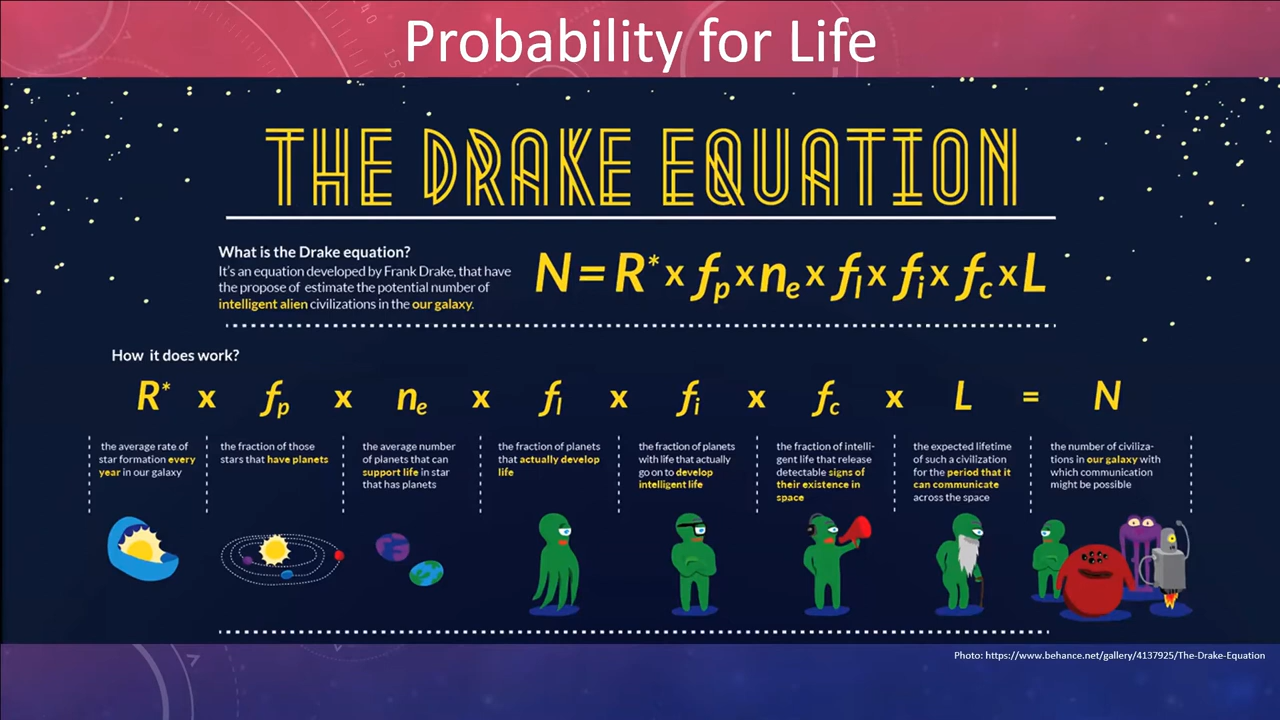 Probability for Life
THE DRAKE EQUATION
What is the Drake equation?
It's an equation developed by Frank Drake, that have
the propose of estimate the potential number of
intelligent alien civilizations in the our galaxy.
N = R* x fp x ne x fl x fi x fc x L
How it does work?
R* x fp x ne x fl x fi x fc x L = N
the average rate of
star formation every
year in our galaxy
the fraction of those
stars that have planets
the average number
of planets that can
support life in star
that has planets
the fraction of planets
that actually develop
life
the fraction of planets
with life that actually
go on to develop
intelligent life
the fraction of intelli-
gent life that release
detectable signs of
their existence in
space
the expected lifetime
of such a civilization
for the period that it
can communicate
across the space
the number of civiliza-
tions in our galaxy with
which communication
might be possible
Photo: https://www.behance.net/gallery/4137925/The-Drake-Equation